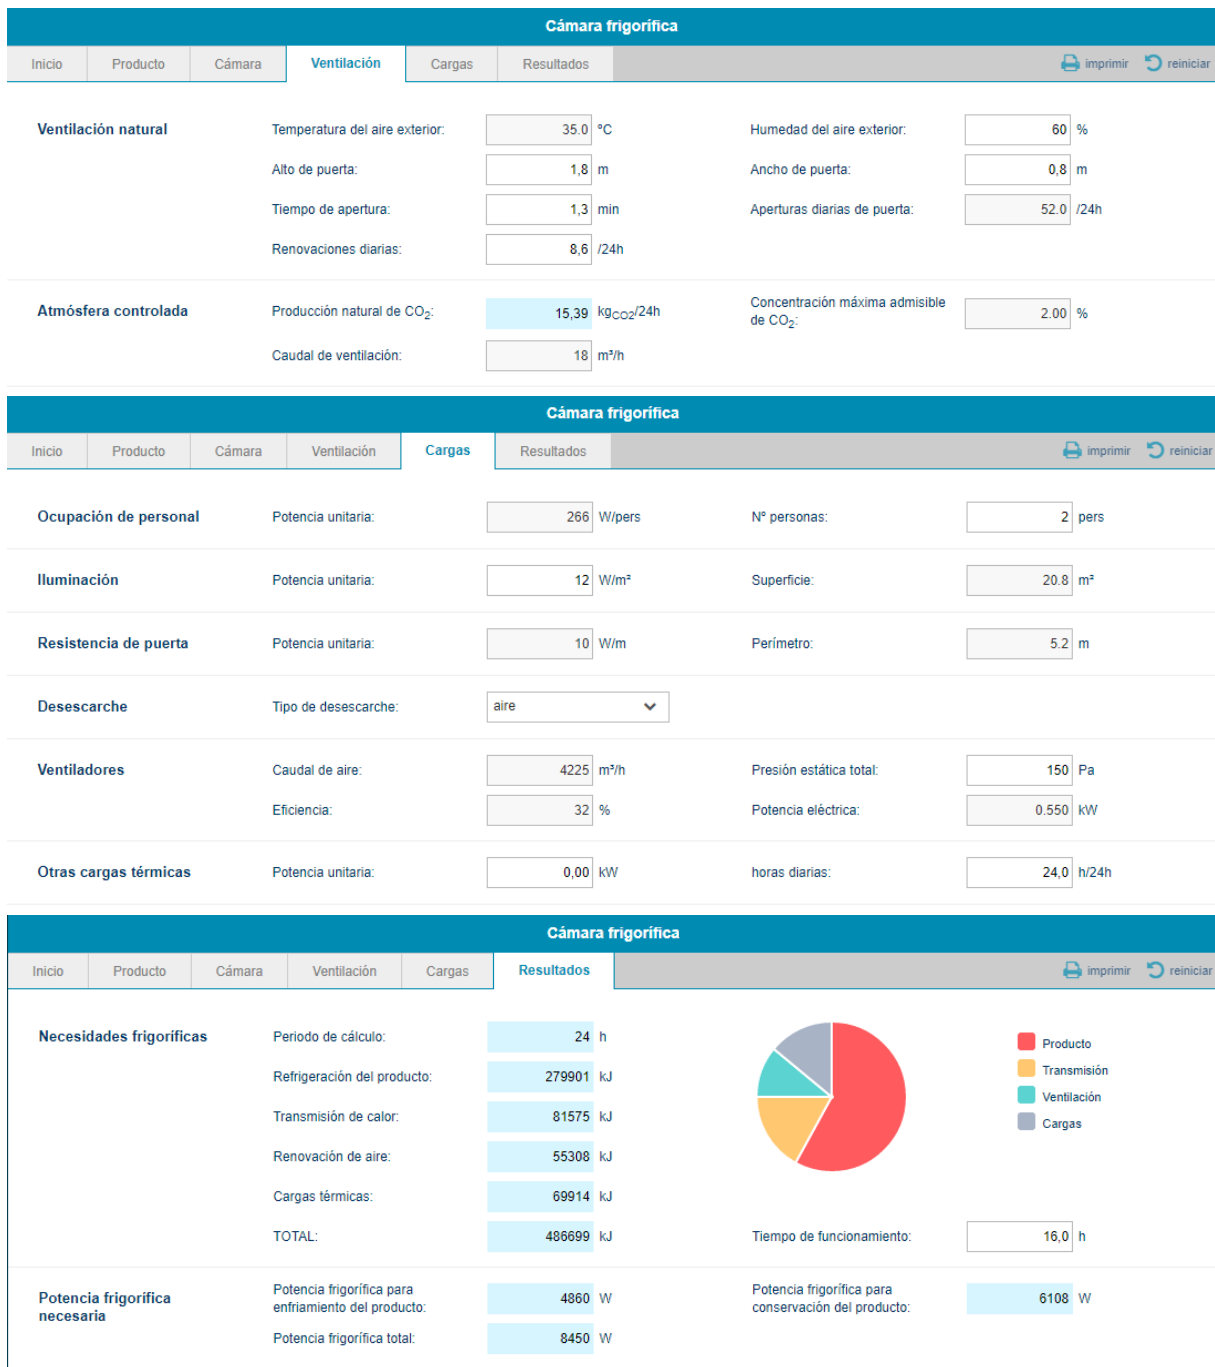 Cámara frigorífica
Inicio Producto Cámara Ventilación Cargas Resultados imprimir reiniciar
Ventilación natural Temperatura del aire exterior: 35.0 ºC Humedad del aire exterior: 60 %
Alto de puerta: 1,8 m Ancho de puerta: 0,8 m
Tiempo de apertura: 1,3 min Aperturas diarias de puerta: 52.0 /24h
Renovaciones diarias: 8,6 /24h
Atmósfera controlada Producción natural de CO2: 15,39 kgCO2/24h Concentración máxima admisible
de CO2: 2.00 %
Caudal de ventilación: 18 m³/h
Cámara frigorífica
Inicio Producto Cámara Ventilación Cargas Resultados imprimir reiniciar
Ocupación de personal Potencia unitaria: 266 W/pers Nº personas: 2 pers
Iluminación Potencia unitaria: 12 W/m² Superficie: 20.8 m²
Resistencia de puerta Potencia unitaria: 10 W/m Perímetro: 5.2 m
Desescarche Tipo de desescarche: aire
Ventiladores Caudal de aire: 4225 m³/h Presión estática total: 150 Pa
Eficiencia: 32 % Potencia eléctrica: 0.550 kW
Otras cargas térmicas Potencia unitaria: 0,00 kW horas diarias: 24,0 h/24h
Cámara frigorífica
Inicio Producto Cámara Ventilación Cargas Resultados imprimir reiniciar
Necesidades frigoríficas Periodo de cálculo: 24 h
Producto
Refrigeración del producto: 279901 kJ
Transmisión
Ventilación
Transmisión de calor: 81575 kJ
Cargas
Renovación de aire: 55308 kJ
Cargas térmicas: 69914 kJ
TOTAL: 486699 kJ Tiempo de funcionamiento: 16,0 h
Potencia frigorífica
necesaria
Potencia frigorífica para
enfriamiento del producto: 4860 W
Potencia frigorífica para
conservación del producto: 6108 W
Potencia frigorífica total: 8450 W